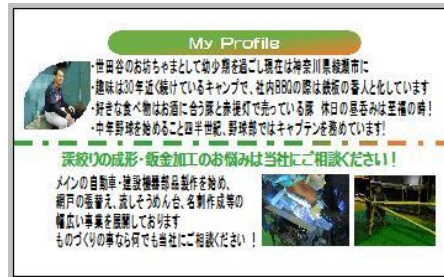 My Profile
・世田谷のお坊ちゃまとして幼少期を過ごし現在は神奈川県綾瀬市に
・趣味は30年近く続けているキャンプで、社内BBQの際は鉄板の番人と化しています
・好きな食べ物はお酒に合う豚と赤提灯で売っている豚 休日の昼呑みは至福の時！
・中年野球を始めること四半世紀、野球部ではキャプテンを務めています！
深絞りの成形・鈑金加工のお悩みは当社にご相談ください！
メインの自動車・建設機器部品製作を始め、
網戸の張替え、流しそうめん台、名刺作成等の
幅広い事業を展開しております
ものづくりの事なら何でも当社にご相談ください！